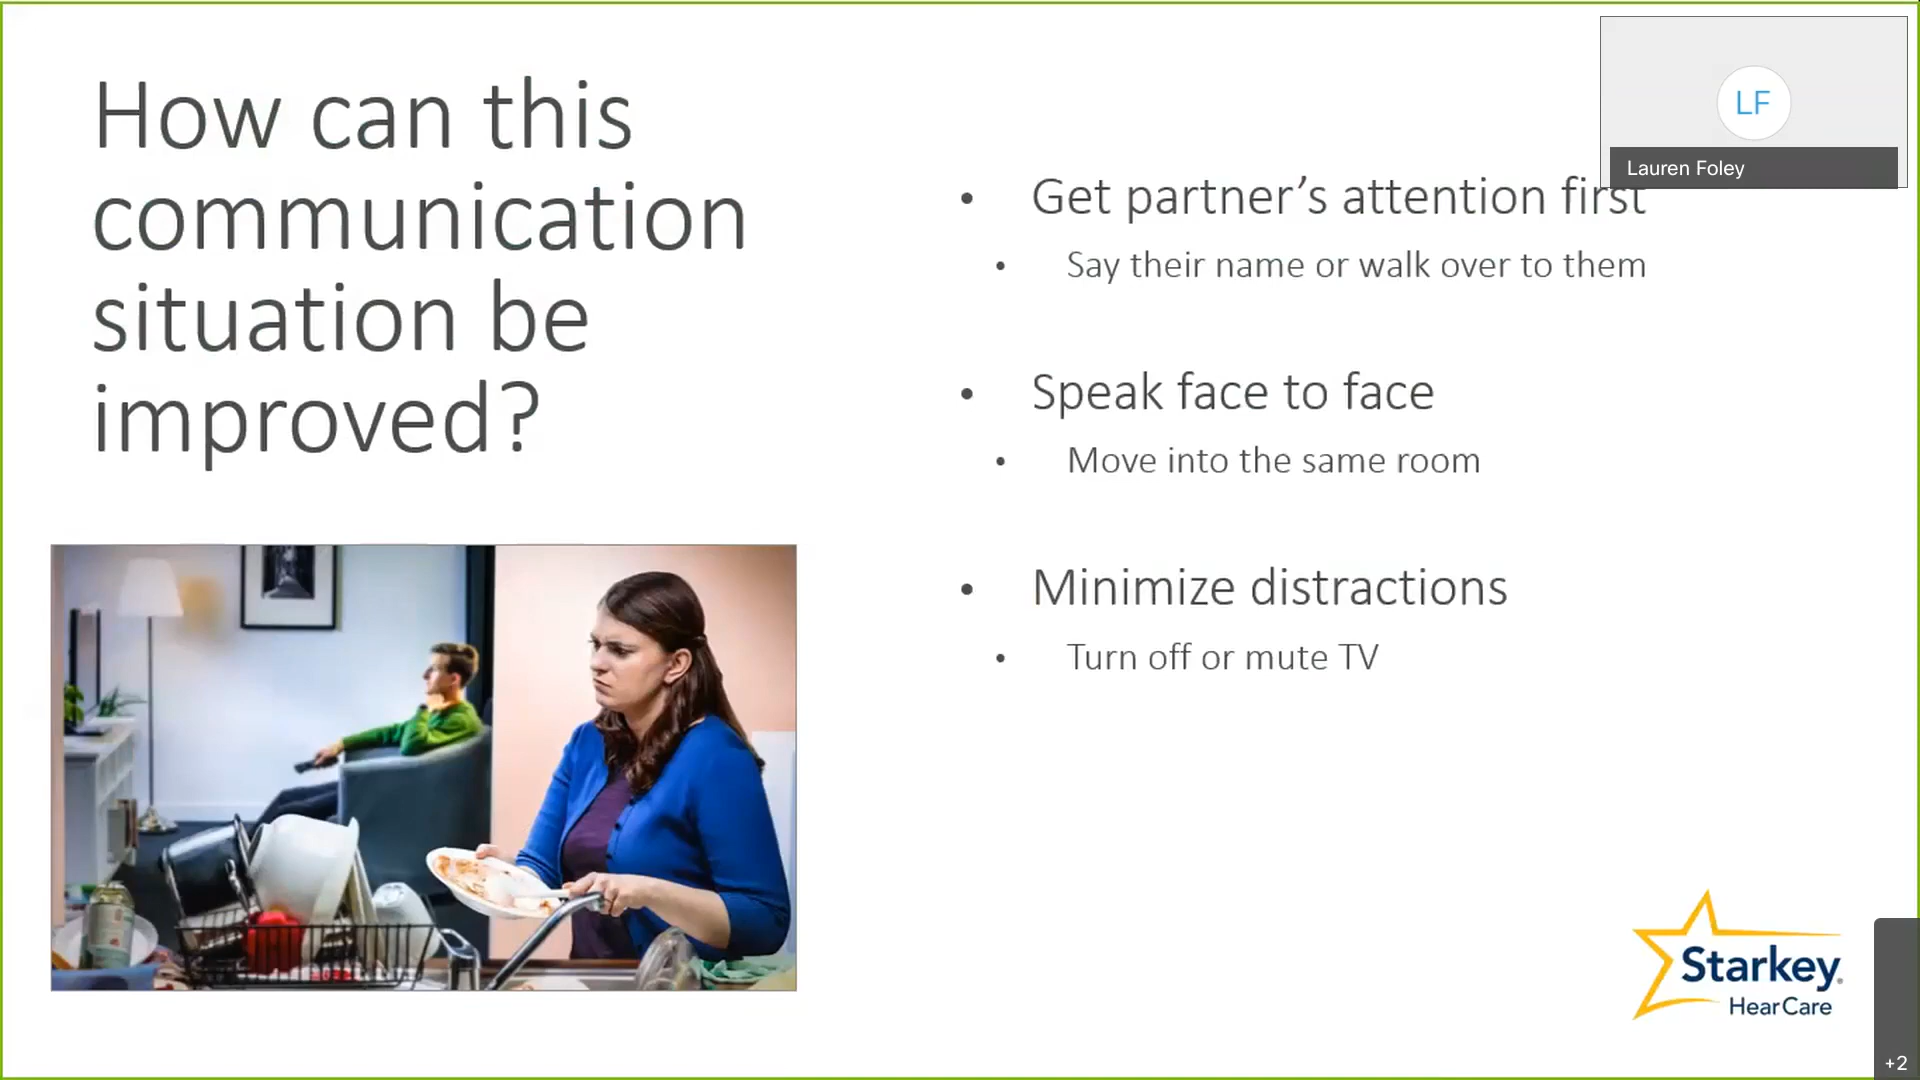 How can this
communication
situation be
improved?
LF
Lauren Foley
• Get partner’s attention first
• Say their name or walk over to them
• Speak face to face
• Move into the same room
• Minimize distractions
• Turn off or mute TV
Starkey
HearCare
+2